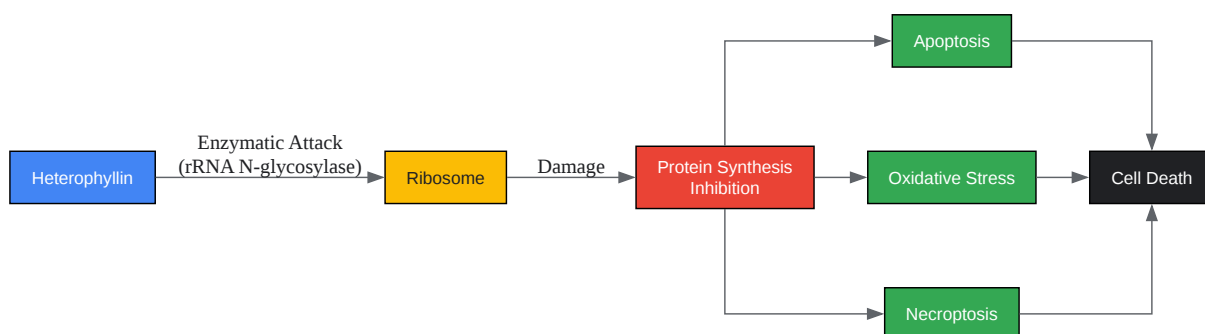 Heterophyllin
Enzymatic Attack
(rRNA N-glycosylase)
Ribosome
Damage
Protein Synthesis
Inhibition
Apoptosis
Oxidative Stress
Necroptosis
Cell Death